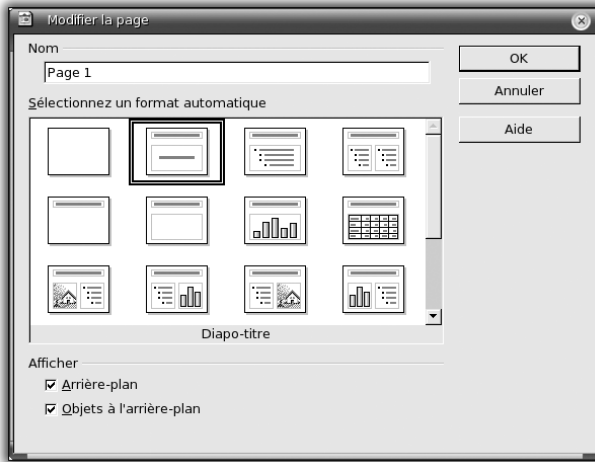 Modifier la page
Nom
OK
Page 1
Annuler
Sélectionnez un format automatique
Aide
Diapo-titre
Afficher
Arrière-plan
Objets à l'arrière-plan